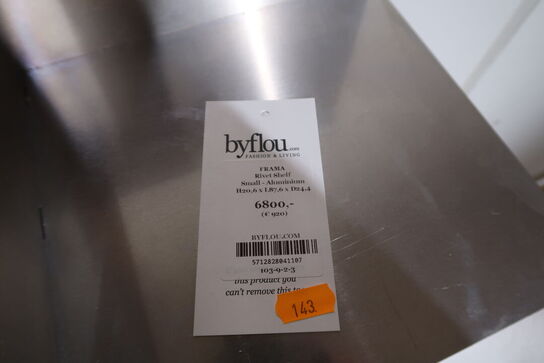 byflou.com
FASHION & LIVING
FRAMA
Rivet Shelf
Small - Aluminium
H20,6 x L87,6 x D24,4
6800,-
(€ 920)
BYFLOU.COM
5712828041107
103-9-2-3
this product you
can't remove this
143.